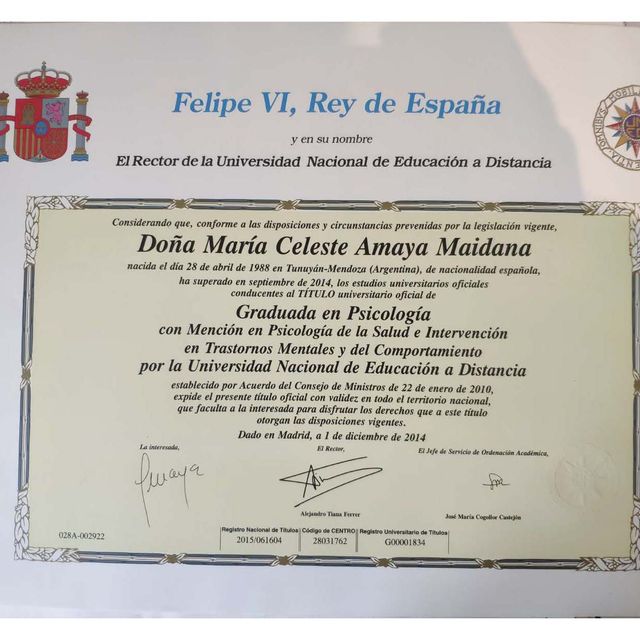 Felipe VI, Rey de España
y en su nombre
El Rector de la Universidad Nacional de Educación a Distancia
Considerando que, conforme a las disposiciones y circunstancias prevenidas por la legislación vigente,
Doña María Celeste Amaya Maidana
nacida el día 28 de abril de 1988 en Tunuyán-Mendoza (Argentina), de nacionalidad española,
ha superado en septiembre de 2014, los estudios universitarios oficiales
conducentes al TÍTULO universitario oficial de
Graduada en Psicología
con Mención en Psicología de la Salud e Intervención
en Trastornos Mentales y del Comportamiento
por la Universidad Nacional de Educación a Distancia
establecido por Acuerdo del Consejo de Ministros de 22 de enero de 2010,
expide el presente título oficial con validez en todo el territorio nacional,
que faculta a la interesada para disfrutar los derechos que a este título
otorgan las disposiciones vigentes.
Dado en Madrid, a 1 de diciembre de 2014
La interesada, El Rector, El Jefe de Servicio de Ordenación Académica,
Amaya
Alejandro Tiana Ferrer José María Cogollor Castejón
Registro Nacional de Títulos Código de CENTRO Registro Universitario de Títulos
028A-002922 2015/061604 28031762 G00001834